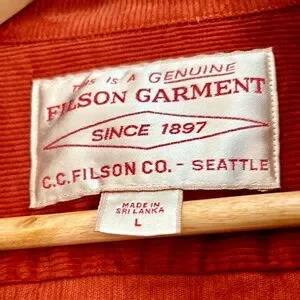 THIS IS A GENUINE
FILSON GARMENT
SINCE 1897
C.C. FILSON CO. - SEATTLE
MADE IN
SRI LANKA
L